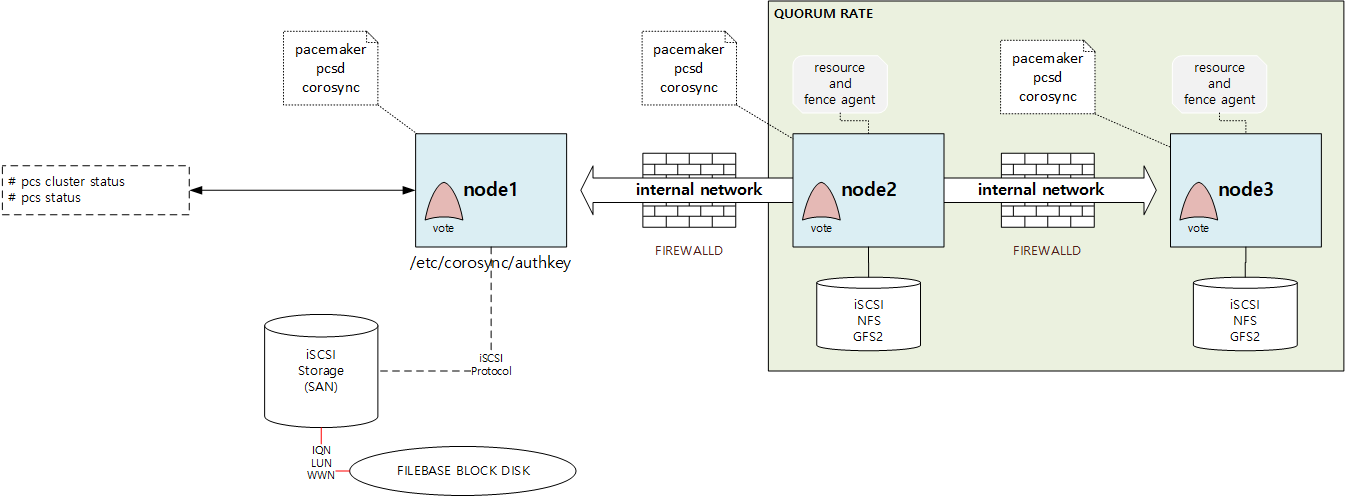 QUORUM RATE
pacemaker
pcsd
corosync
pacemaker
pcsd
corosync
resource
and
fence agent
pacemaker
pcsd
corosync
resource
and
fence agent
# pcs cluster status
# pcs status
node1
vote
internal network
node2
vote
internal network
node3
vote
FIREWALLD
FIREWALLD
/etc/corosync/authkey
iSCSI
NFS
GFS2
iSCSI
NFS
GFS2
iSCSI
Storage
(SAN)
iSCSI
Protocol
IQN
LUN
WWN
FILEBASE BLOCK DISK